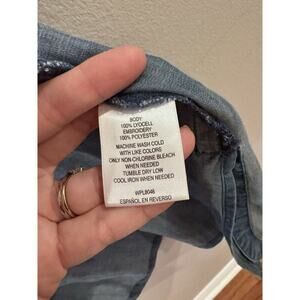 BODY
100% LYOCELL
EMBROIDERY
100% POLYESTER
MACHINE WASH COLD
WITH LIKE COLORS
ONLY NON-CHLORINE BLEACH
WHEN NEEDED
TUMBLE DRY LOW
COOL IRON WHEN NEEDED
WPL8046
ESPAÑOL EN REVERSO